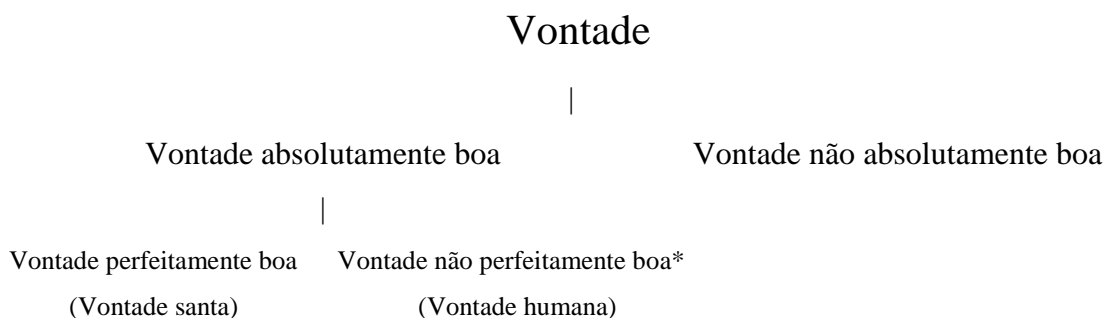 Vontade
|
Vontade absolutamente boa Vontade não absolutamente boa
|
Vontade perfeitamente boa Vontade não perfeitamente boa*
(Vontade santa) (Vontade humana)